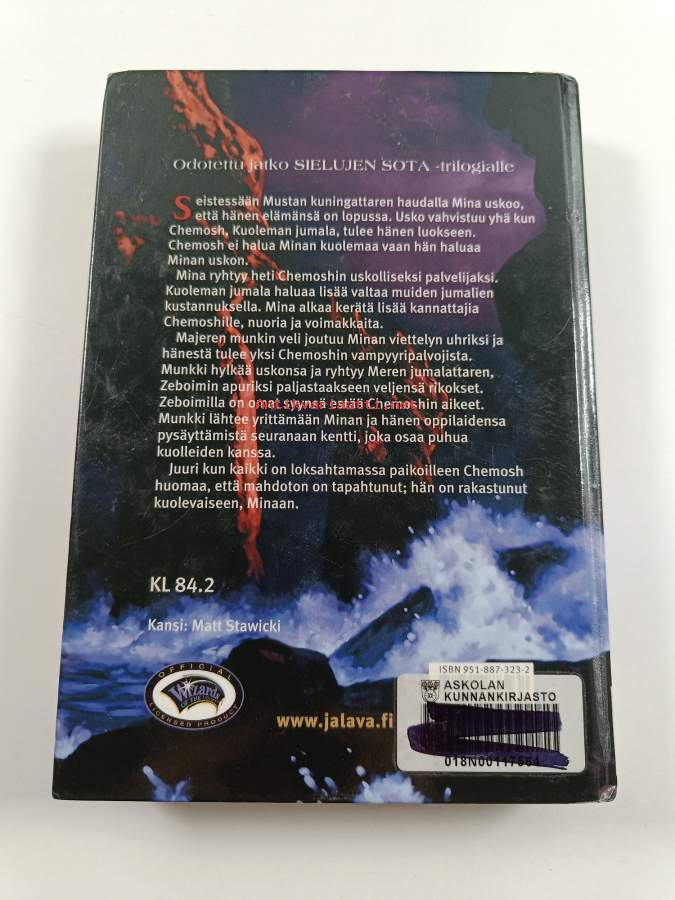 Odotettu jatko SIELUJEN SOTA -trilogialle
Seistessään Mustan kuningattaren haudalla Mina uskoo,
että hänen elämänsä on lopussa. Usko vahvistuu yhä kun
Chemosh, Kuoleman jumala, tulee hänen luokseen.
Chemosh ei halua Minan kuolemaa vaan hän haluaa
Minan uskon.
Mina ryhtyy heti Chemoshin uskolliseksi palvelijaksi.
Kuoleman jumala haluaa lisää valtaa muiden jumalien
kustannuksella. Mina alkaa kerätä lisää kannattajia
Chemoshille, nuoria ja voimakkaita.
Majeren munkin veli joutuu Minan viettelyn uhriksi ja
hänestä tulee yksi Chemoshin vampyyripalvojista.
Munkki hylkää uskonsa ja ryhtyy Meren jumalattaren,
Zeboimin apuriksi paljastaakseen veljensä rikokset.
Zeboimilla on omat syynsä estää Chemoshin aikeet.
Munkki lähtee yrittämään Minan ja hänen oppilaidensa
pysäyttämistä seuranaan kentti, joka osaa puhua
kuolleiden kanssa.
Juuri kun kaikki on loksahtamassa paikoilleen Chemosh
huomaa, että mahdoton on tapahtunut; hän on rakastunut
kuolevaiseen, Minaan.
KL 84.2
Kansi: Matt Stawicki
OFFICIAL
Wizards
OF THE COAST
LICENSED PRODUCT
www.jalava.fi
ISBN 951-887-323-2
ASKOLAN
KUNNANKIRJASTO